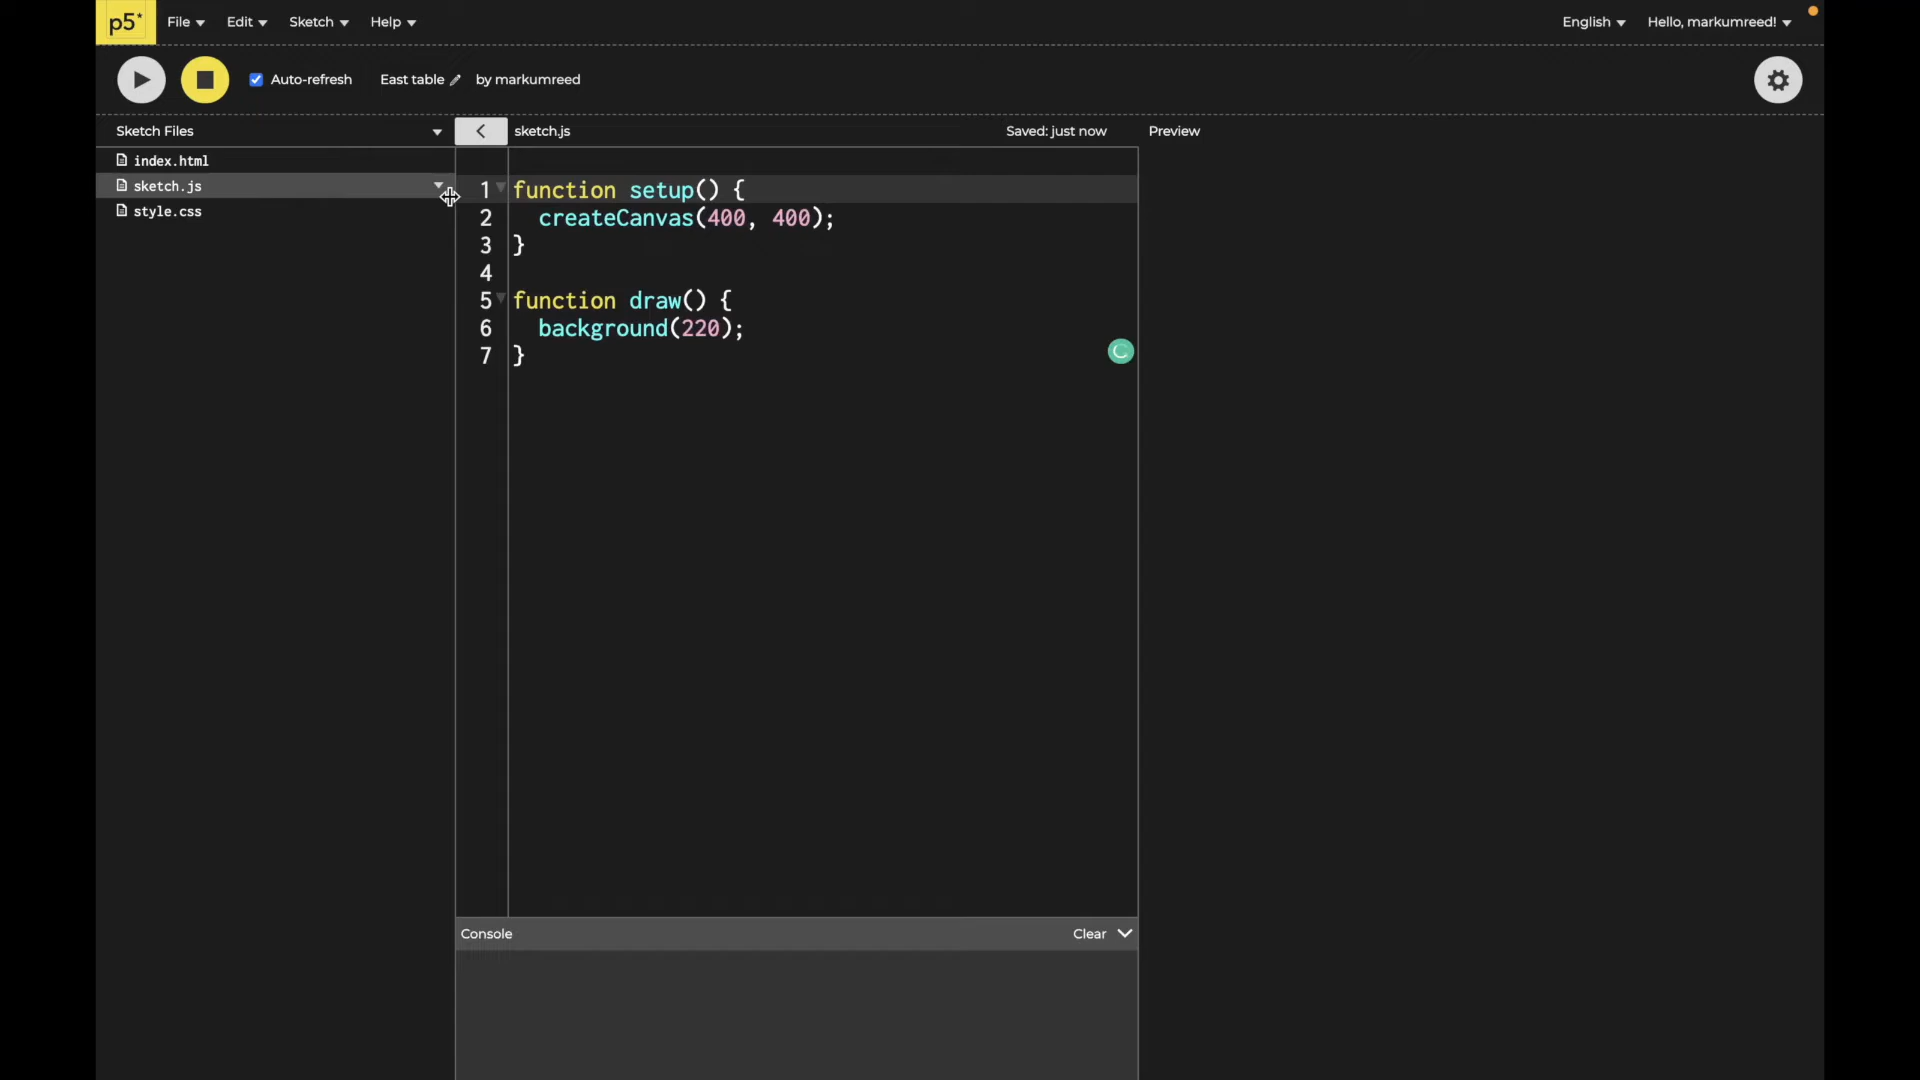 p5* File Edit Sketch Help English Hello, markumreed!
Auto-refresh East table by markumreed
Sketch Files sketch.js Saved: just now Preview
index.html
sketch.js
style.css
1 function setup() {
2 createCanvas(400, 400);
3 }
4
5 function draw() {
6 background(220);
7 }
Console Clear